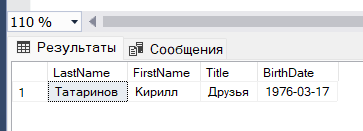 110 %
Результаты Сообщения
LastName FirstName Title BirthDate
1 Татаринов Кирилл Друзья 1976-03-17